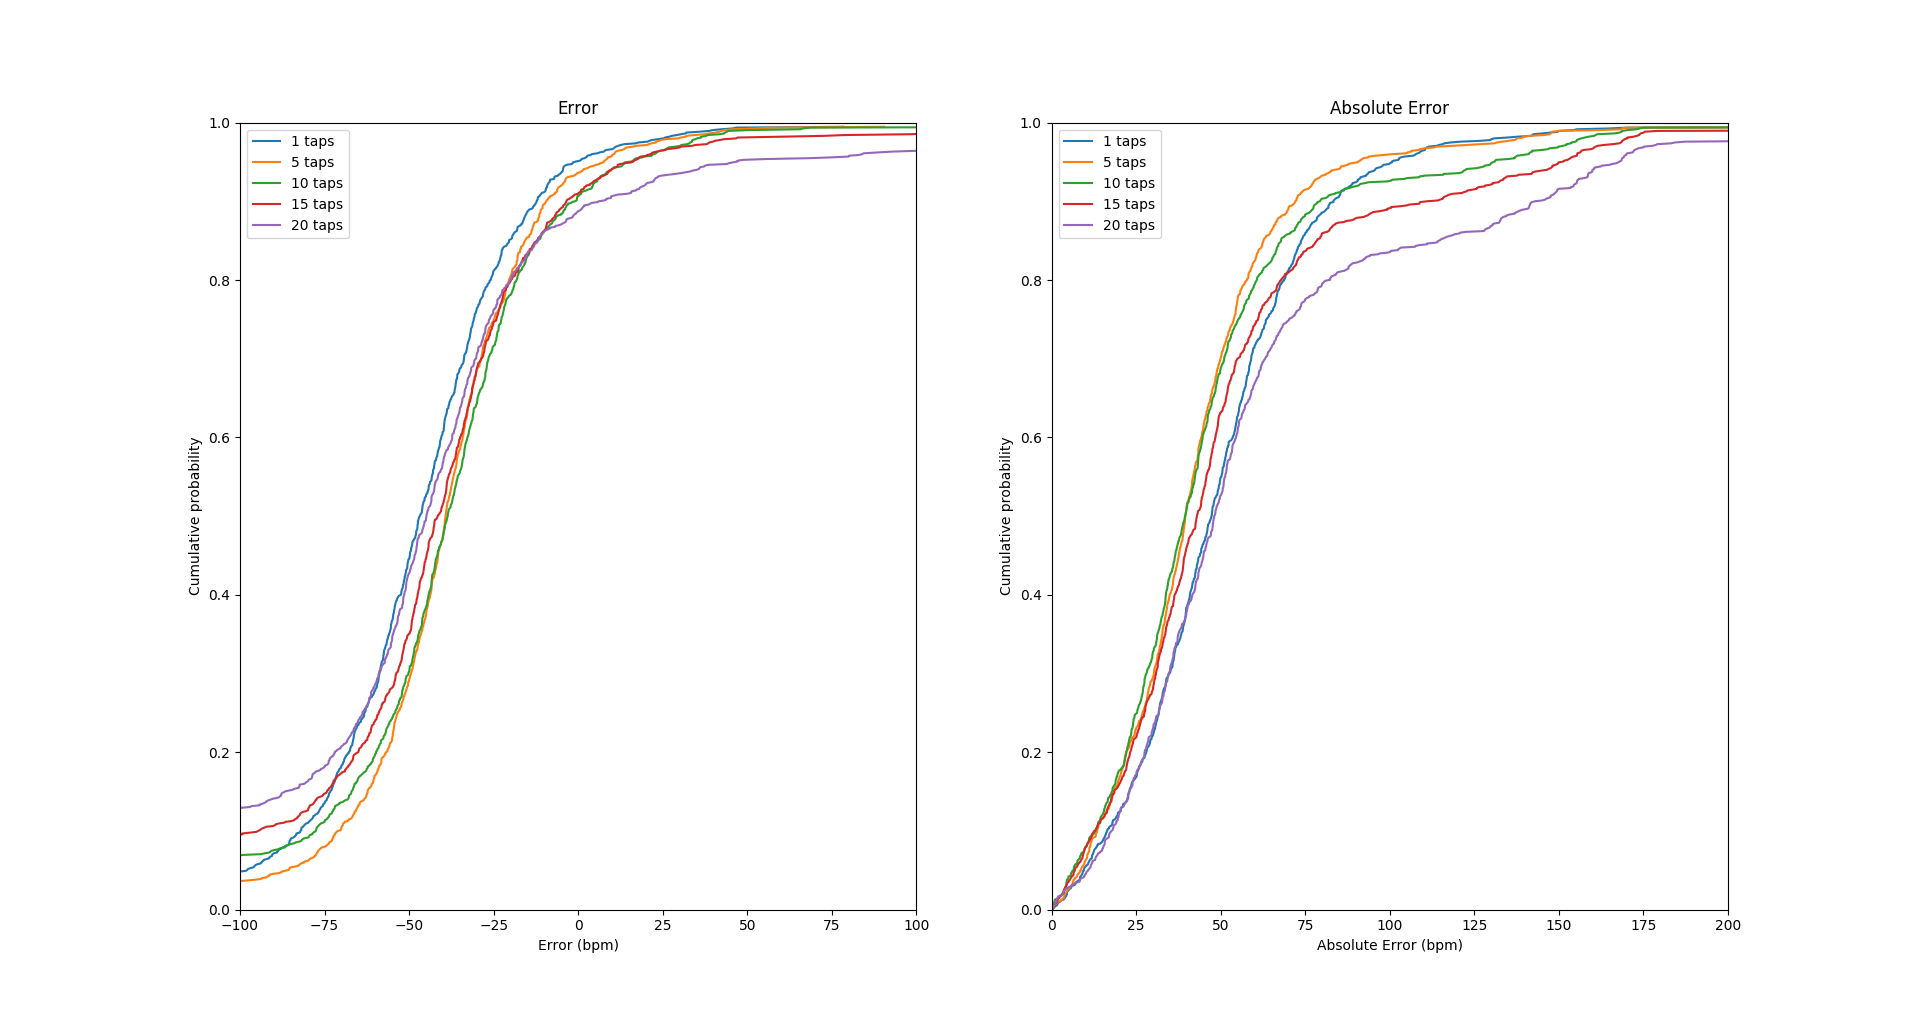 Error
1.0
0.8
0.6
0.4
0.2
0.0
Cumulative probability
1 taps
5 taps
10 taps
15 taps
20 taps
−100
−75
−50
−25
0
25
50
75
100
Error (bpm)
Absolute Error
1.0
0.8
0.6
0.4
0.2
0.0
Cumulative probability
1 taps
5 taps
10 taps
15 taps
20 taps
0
25
50
75
100
125
150
175
200
Absolute Error (bpm)